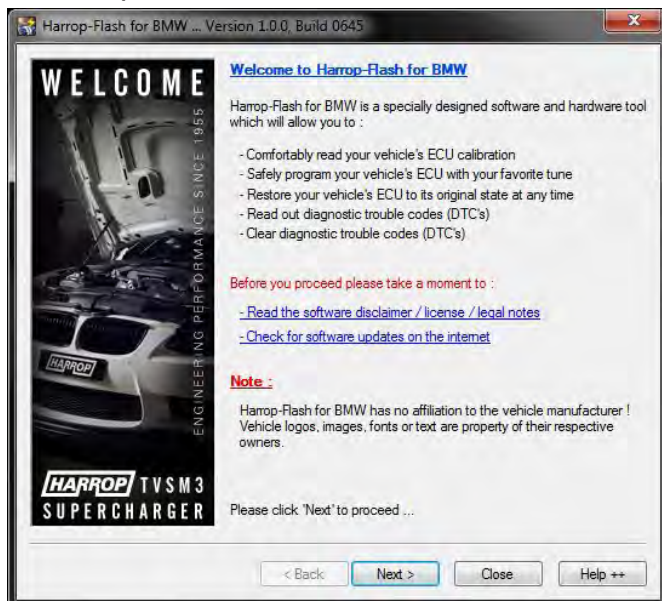 Harrop-Flash for BMW ... Version 1.0.0, Build 0645
WELCOME
ENGINEERING PERFORMANCE SINCE 1955
HARROP
HARROP TVSM3
SUPERCHARGER
Welcome to Harrop-Flash for BMW
Harrop-Flash for BMW is a specially designed software and hardware tool
which will allow you to :
- Comfortably read your vehicle's ECU calibration
- Safely program your vehicle's ECU with your favorite tune
- Restore your vehicle's ECU to its original state at any time
- Read out diagnostic trouble codes (DTC's)
- Clear diagnostic trouble codes (DTC's)
Before you proceed please take a moment to :
- Read the software disclaimer / license / legal notes
- Check for software updates on the internet
Note :
Harrop-Flash for BMW has no affiliation to the vehicle manufacturer !
Vehicle logos, images, fonts or text are property of their respective
owners.
Please click 'Next' to proceed ...
< Back
Next >
Close
Help ++